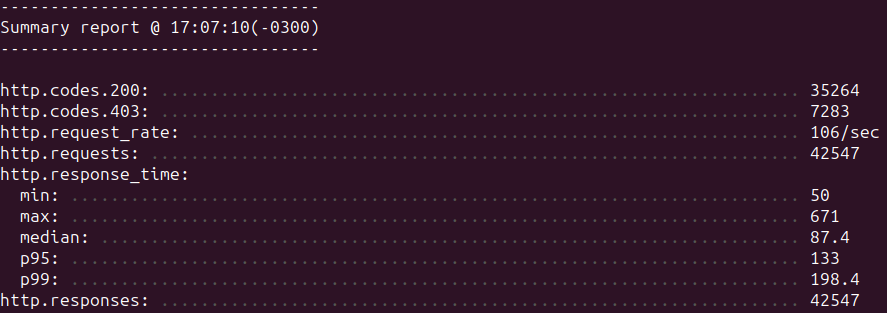 --------------------------------
Summary report @ 17:07:10(-0300)
--------------------------------
http.codes.200: ................................................................ 35264
http.codes.403: ................................................................ 7283
http.request_rate: ............................................................. 106/sec
http.requests: ................................................................. 42547
http.response_time:
  min: ......................................................................... 50
  max: ......................................................................... 671
  median: ...................................................................... 87.4
  p95: ......................................................................... 133
  p99: ......................................................................... 198.4
http.responses: ................................................................ 42547